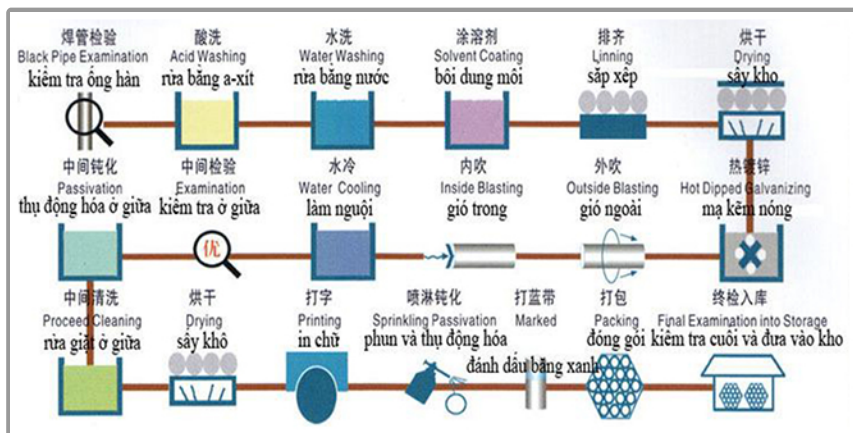 焊管检验 酸洗 水洗 涂溶剂 排齐 烘干
Black Pipe Examination Acid Washing Water Washing Solvent Coating Linning Drying
kiểm tra ống hàn rửa bằng a-xít rửa bằng nước bôi dung môi sắp xếp sấy kho
中间钝化 中间检验 水冷 内吹 外吹 热镀锌
Passivation Examination Water Cooling Inside Blasting Outside Blasting Hot Dipped Galvanizing
thụ động hóa ở giữa kiểm tra ở giữa làm nguội gió trong gió ngoài mạ kẽm nóng
优
中间清洗 烘干 打字 喷淋钝化 打蓝带 打包 终检入库
Proceed Cleaning Drying Printing Sprinkling Passivation Marked Packing Final Examination into Storage
rửa giặt ở giữa sấy khô in chữ phun và thụ động hóa đóng gói kiểm tra cuối và đưa vào kho
đánh dấu bằng xanh